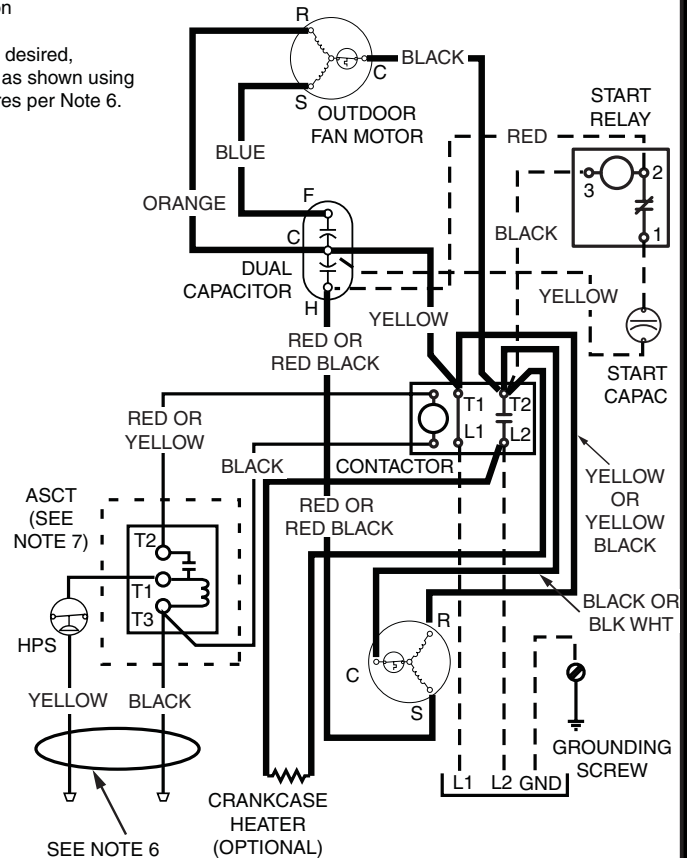 on
desired,
as shown using
res per Note 6.
R
C
S
BLACK
OUTDOOR
FAN MOTOR
START
RELAY
RED
2
3
1
BLUE
ORANGE
F
C
H
BLACK
DUAL
CAPACITOR
YELLOW
YELLOW
RED OR
RED BLACK
START
CAPAC
T1
T2
L1
L2
RED OR
YELLOW
BLACK
CONTACTOR
YELLOW
OR
YELLOW
BLACK
ASCT
(SEE
NOTE 7)
RED OR
RED BLACK
T2
T1
T3
HPS
BLACK OR
BLK WHT
R
C
S
YELLOW
BLACK
GROUNDING
SCREW
L1
L2
GND
CRANKCASE
HEATER
(OPTIONAL)
SEE NOTE 6